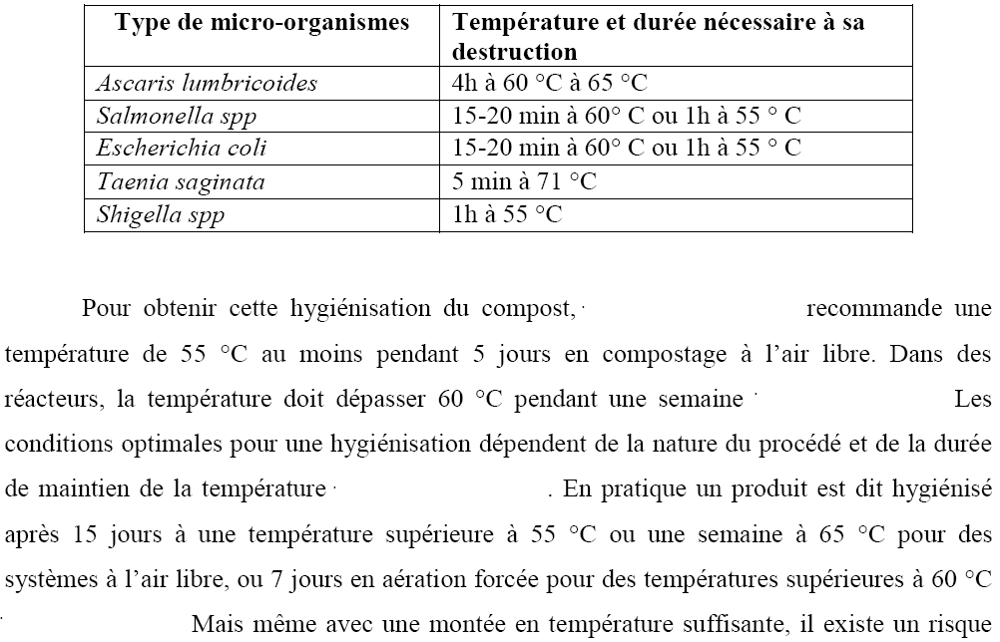 Type de micro-organismes Température et durée nécessaire à sa
destruction
Ascaris lumbricoides 4h à 60 °C à 65 °C
Salmonella spp 15-20 min à 60° C ou 1h à 55 ° C
Escherichia coli 15-20 min à 60° C ou 1h à 55 ° C
Taenia saginata 5 min à 71 °C
Shigella spp 1h à 55 °C
Pour obtenir cette hygiénisation du compost, recommande une
température de 55 °C au moins pendant 5 jours en compostage à l’air libre. Dans des
réacteurs, la température doit dépasser 60 °C pendant une semaine Les
conditions optimales pour une hygiénisation dépendent de la nature du procédé et de la durée
de maintien de la température . En pratique un produit est dit hygiénisé
après 15 jours à une température supérieure à 55 °C ou une semaine à 65 °C pour des
systèmes à l’air libre, ou 7 jours en aération forcée pour des températures supérieures à 60 °C
Mais même avec une montée en température suffisante, il existe un risque